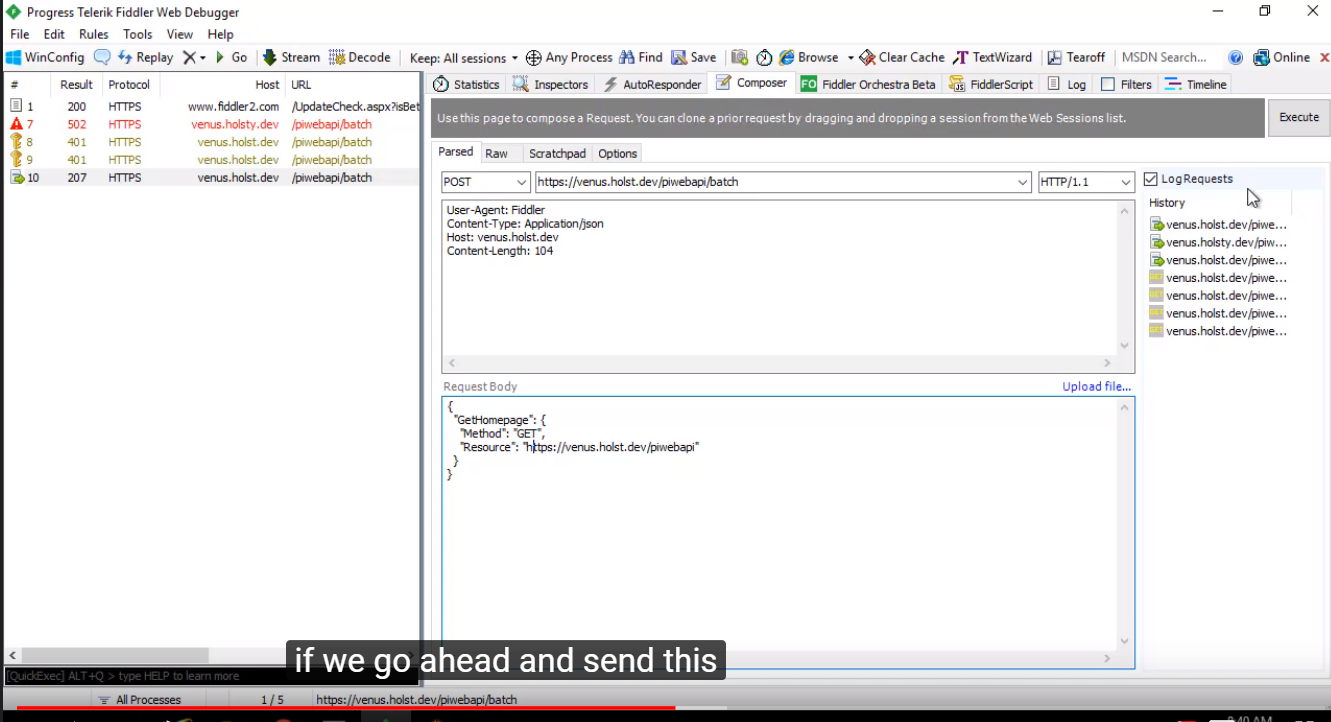 Progress Telerik Fiddler Web Debugger
File Edit Rules Tools View Help
WinConfig Replay Go Stream Decode Keep: All sessions Any Process Find Save Browse Clear Cache TextWizard Tearoff MSDN Search... Online
# Result Protocol Host URL
1 200 HTTPS www.fiddler2.com /UpdateCheck.aspx?isBet
7 502 HTTPS venus.holsty.dev /piwebapi/batch
8 401 HTTPS venus.holst.dev /piwebapi/batch
9 401 HTTPS venus.holst.dev /piwebapi/batch
10 207 HTTPS venus.holst.dev /piwebapi/batch
Statistics Inspectors AutoResponder Composer FO Fiddler Orchestra Beta FiddlerScript Log Filters Timeline
Use this page to compose a Request. You can clone a prior request by dragging and dropping a session from the Web Sessions list.
Execute
Parsed Raw Scratchpad Options
POST https://venus.holst.dev/piwebapi/batch HTTP/1.1
Log Requests
History
venus.holst.dev/piwe...
venus.holsty.dev/piw...
venus.holst.dev/piwe...
venus.holst.dev/piwe...
venus.holst.dev/piwe...
venus.holst.dev/piwe...
venus.holst.dev/piwe...
User-Agent: Fiddler
Content-Type: Application/json
Host: venus.holst.dev
Content-Length: 104
Request Body Upload file...
{
"GetHomepage": {
"Method": "GET",
"Resource": "https://venus.holst.dev/piwebapi"
}
}
if we go ahead and send this
[QuickExec] ALT+Q > type HELP to learn more
All Processes 1 / 5 https://venus.holst.dev/piwebapi/batch